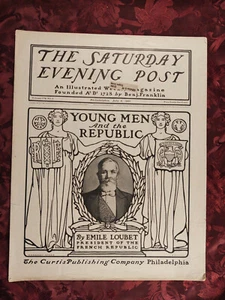 THE SATURDAY
EVENING POST
An Illustrated Weekly Magazine
Founded A° D! 1728 by Benj. Franklin
YOUNG MEN
and the
REPUBLIC
By EMILE LOUBET
PRESIDENT OF THE
FRENCH REPUBLIC
The Curtis Publishing Company Philadelphia